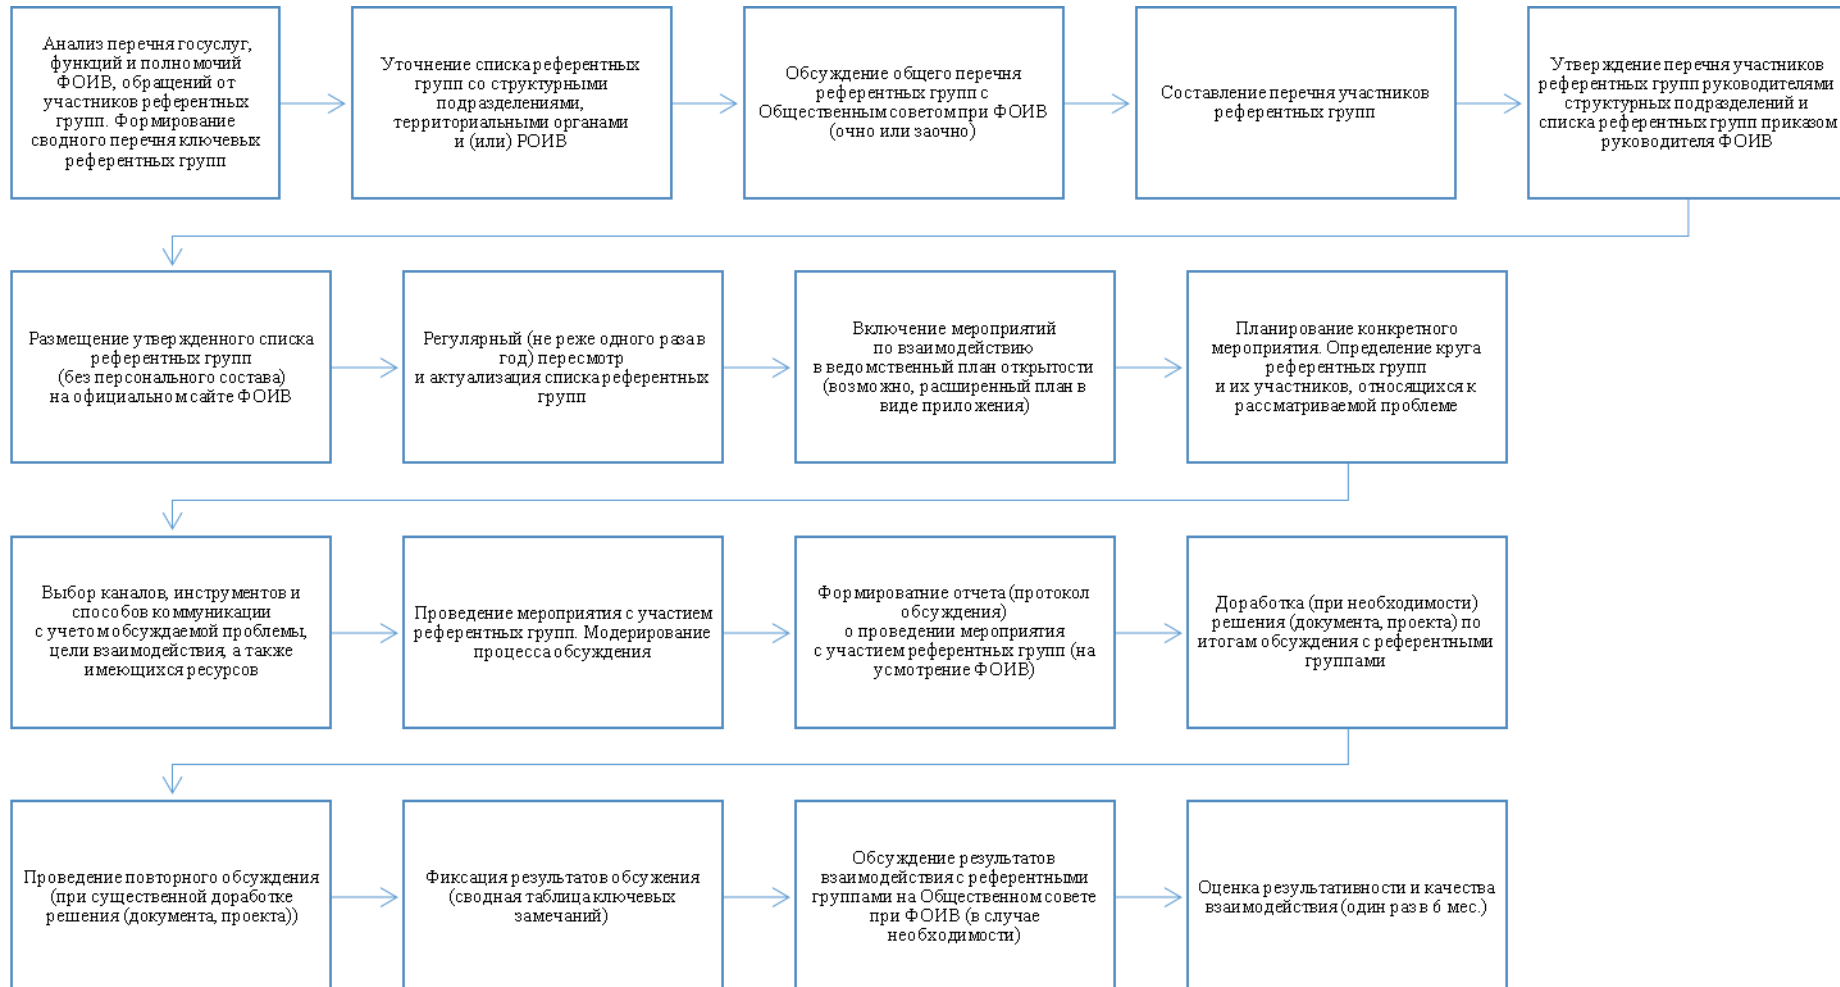 Анализ перечня госуслуг,
функций и полномочий
ФОИВ, обращений от
участников референтных
групп. Формирование
сводного перечня ключевых
референтных групп
Уточнение списка референтных
групп со структурными
подразделениями,
территориальными органами
и (или) РОИВ
Обсуждение общего перечня
референтных групп с
Общественным советом при ФОИВ
(очно или заочно)
Составление перечня участников
референтных групп
Утверждение перечня участников
референтных групп руководителями
структурных подразделений и
списка референтных групп приказом
руководителя ФОИВ
Размещение утвержденного списка
референтных групп
(без персонального состава)
на официальном сайте ФОИВ
Регулярный (не реже одного раза в
год) пересмотр
и актуализация списка референтных
групп
Включение мероприятий
по взаимодействию
в ведомственный план открытости
(возможно, расширенный план в
виде приложения)
Планирование конкретного
мероприятия. Определение круга
референтных групп
и их участников, относящихся к
рассматриваемой проблеме
Выбор каналов, инструментов и
способов коммуникации
с учетом обсуждаемой проблемы,
цели взаимодействия, а также
имеющихся ресурсов
Проведение мероприятия с участием
референтных групп. Модерирование
процесса обсуждения
Формироватние отчета (протокол
обсуждения)
о проведении мероприятия
с участием референтных групп (на
усмотрение ФОИВ)
Доработка (при необходимости)
решения (документа, проекта) по
итогам обсуждения с референтными
группами
Проведение повторного обсуждения
(при существенной доработке
решения (документа, проекта))
Фиксация результатов обсужения
(сводная таблица ключевых
замечаний)
Обсуждение результатов
взаимодействия с референтными
группами на Общественном совете
при ФОИВ (в случае
необходимости)
Оценка результативности и качества
взаимодействия (один раз в 6 мес.)